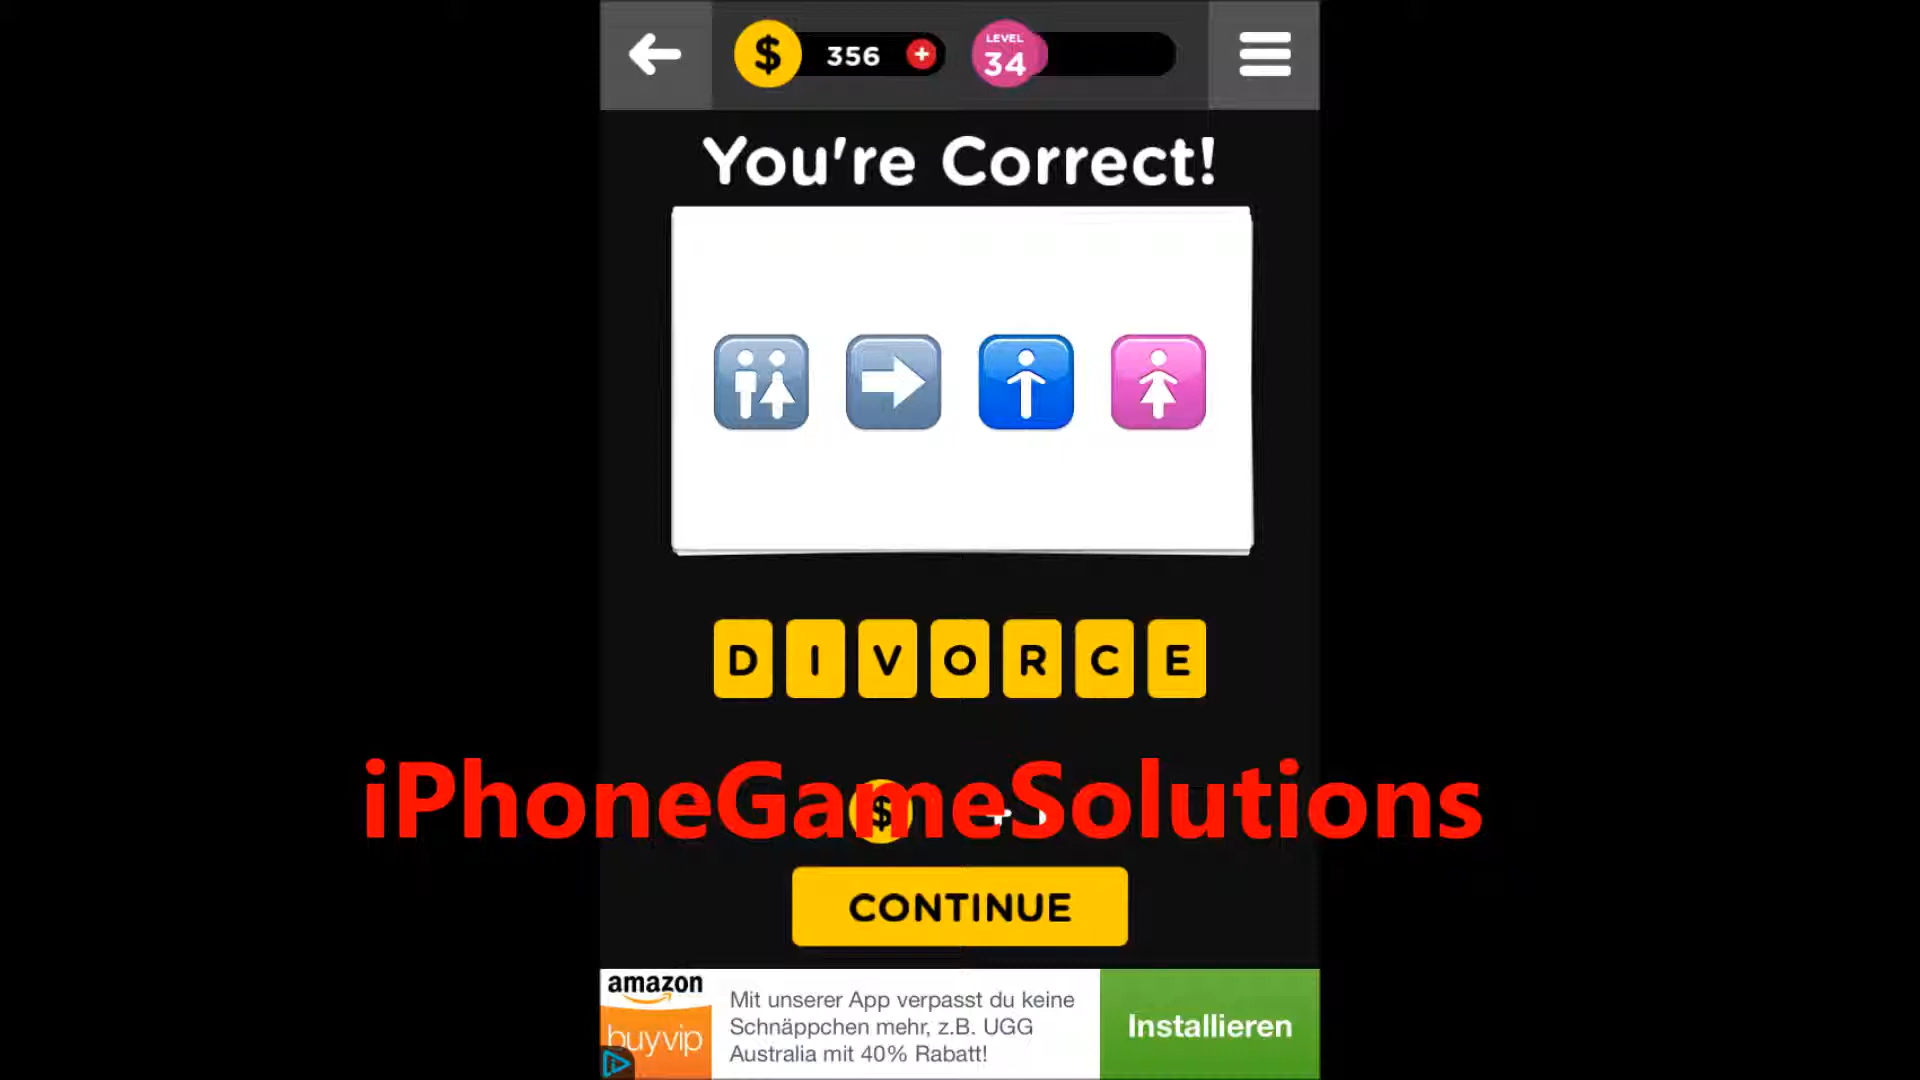 $ 356 +
LEVEL
34
You're Correct!
D I V O R C E
iPhoneGameSolutions
CONTINUE
amazon
buyvip
Mit unserer App verpasst du keine
Schnäppchen mehr, z.B. UGG
Australia mit 40% Rabatt!
Installieren